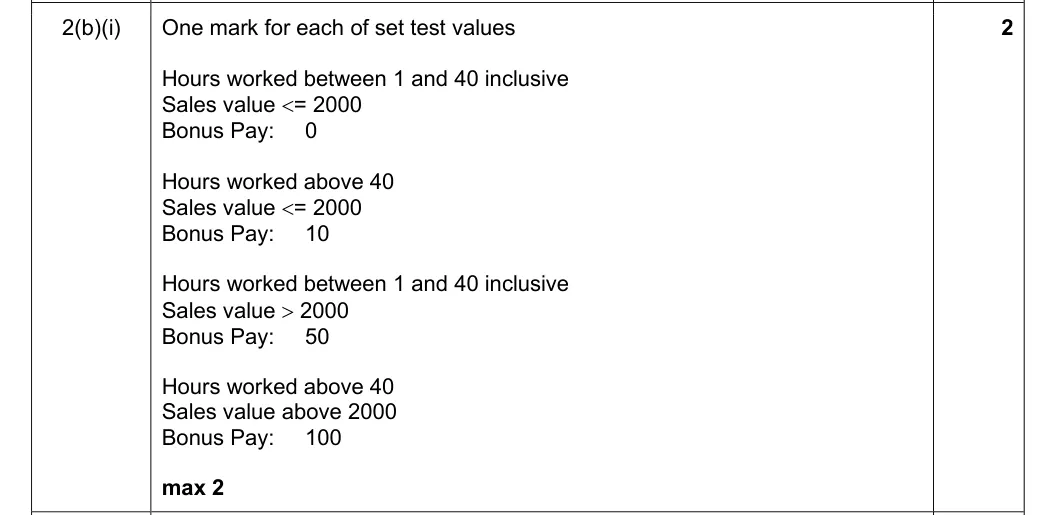 2(b)(i) One mark for each of set test values 2
Hours worked between 1 and 40 inclusive
Sales value <= 2000
Bonus Pay: 0
Hours worked above 40
Sales value <= 2000
Bonus Pay: 10
Hours worked between 1 and 40 inclusive
Sales value > 2000
Bonus Pay: 50
Hours worked above 40
Sales value above 2000
Bonus Pay: 100
max 2